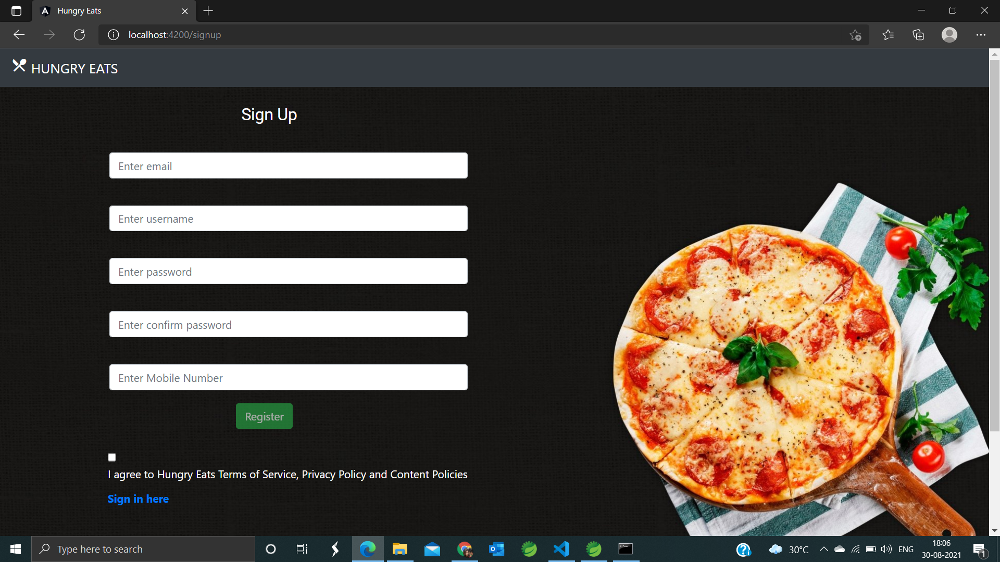 Hungry Eats
localhost:4200/signup
HUNGRY EATS
Sign Up
Enter email
Enter username
Enter password
Enter confirm password
Enter Mobile Number
Register
I agree to Hungry Eats Terms of Service, Privacy Policy and Content Policies
Sign in here
Type here to search
30°C
ENG
18:06
30-08-2021
1